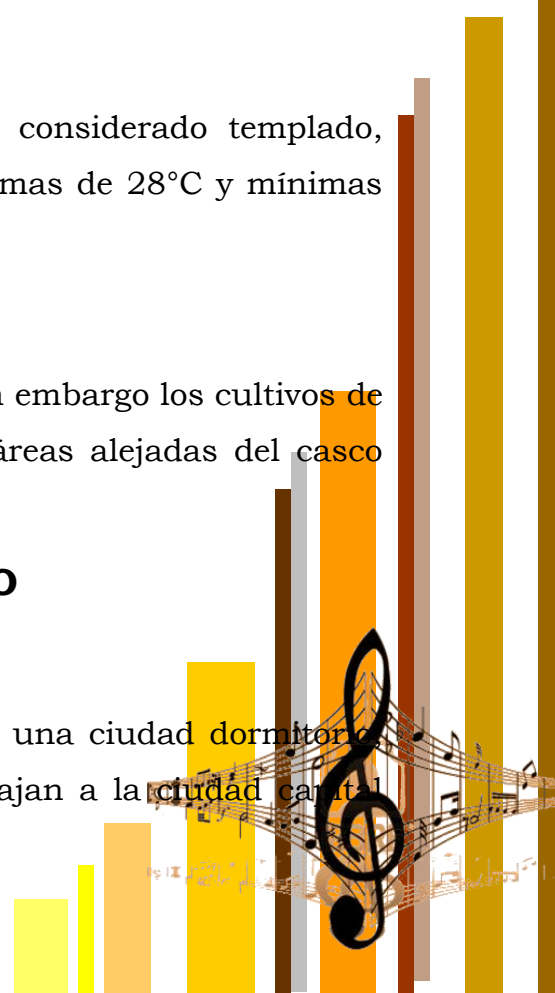 considerado templado,
mas de 28°C y mínimas
embargo los cultivos de
áreas alejadas del casco
o
una ciudad dormitorio,
ajan a la ciudad capital